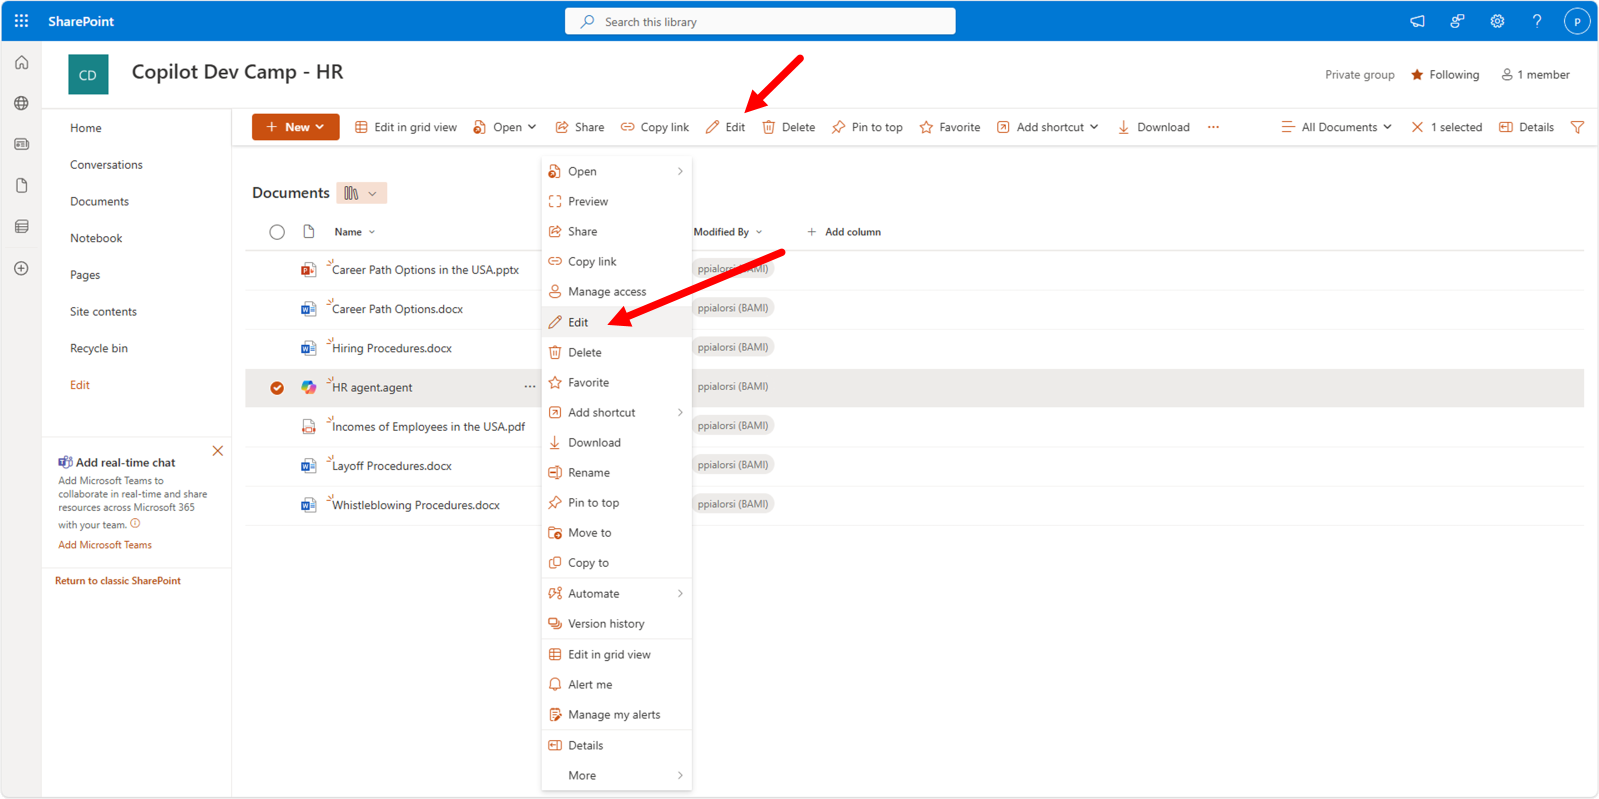 SharePoint
Search this library
P
CD
Copilot Dev Camp - HR
Private group
Following
1 member
New
Edit in grid view
Open
Share
Copy link
Edit
Delete
Pin to top
Favorite
Add shortcut
Download
All Documents
1 selected
Details
Home
Conversations
Documents
Notebook
Pages
Site contents
Recycle bin
Edit
Add real-time chat
Add Microsoft Teams to
collaborate in real-time and share
resources across Microsoft 365
with your team.
Add Microsoft Teams
Return to classic SharePoint
Documents
Name
Modified By
Add column
Career Path Options in the USA.pptx
ppialorsi (BAMI)
Career Path Options.docx
ppialorsi (BAMI)
Hiring Procedures.docx
ppialorsi (BAMI)
HR agent.agent
ppialorsi (BAMI)
Incomes of Employees in the USA.pdf
ppialorsi (BAMI)
Layoff Procedures.docx
ppialorsi (BAMI)
Whistleblowing Procedures.docx
ppialorsi (BAMI)
Open
Preview
Share
Copy link
Manage access
Edit
Delete
Favorite
Add shortcut
Download
Rename
Pin to top
Move to
Copy to
Automate
Version history
Edit in grid view
Alert me
Manage my alerts
Details
More